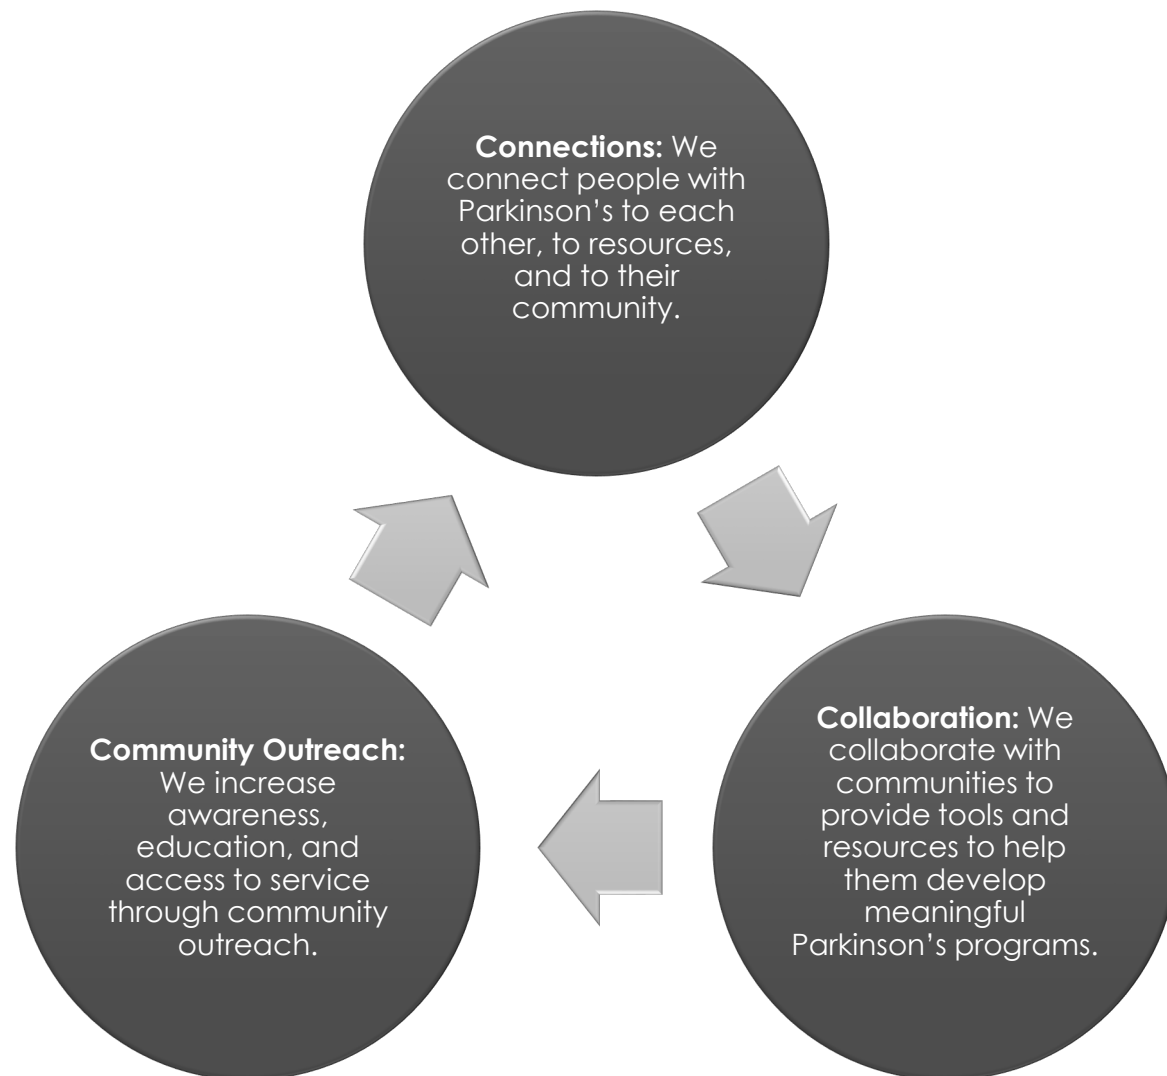 Connections: We
connect people with
Parkinson’s to each
other, to resources,
and to their
community.
Collaboration: We
collaborate with
communities to
provide tools and
resources to help
them develop
meaningful
Parkinson’s programs.
Community Outreach:
We increase
awareness,
education, and
access to service
through community
outreach.